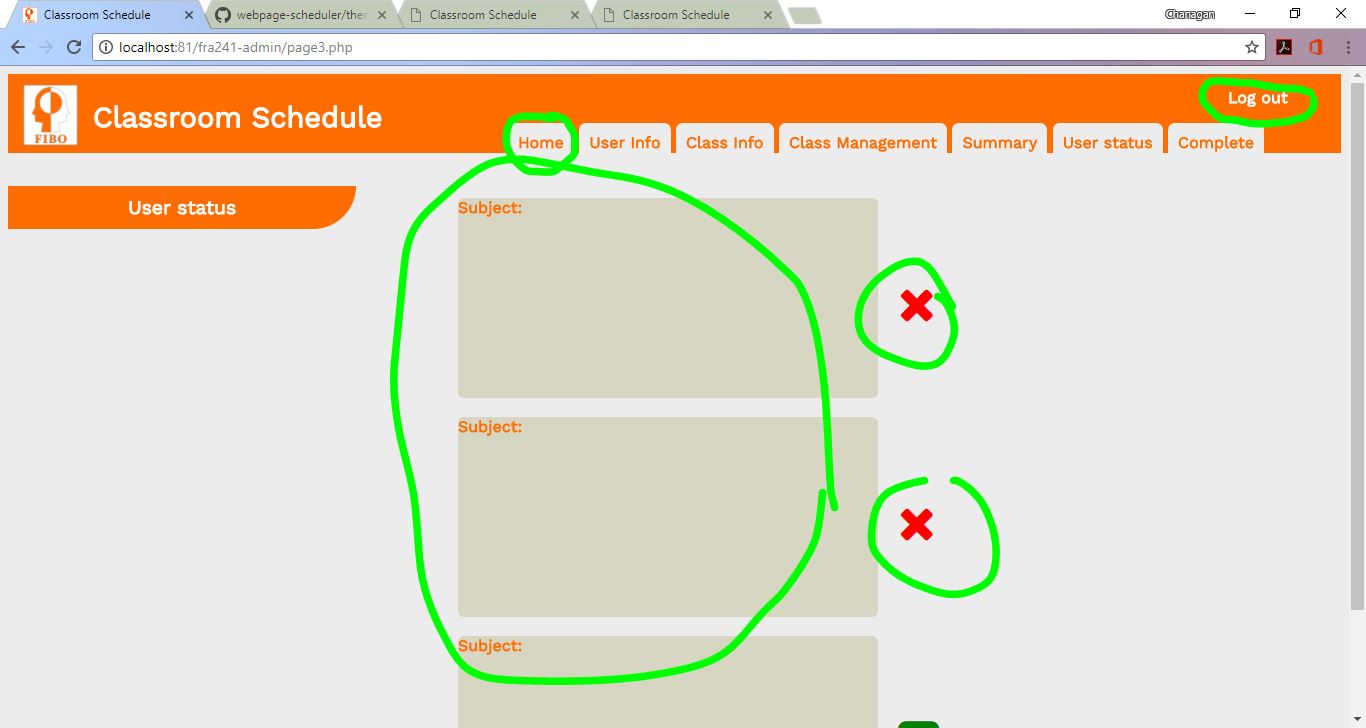 Classroom Schedule
webpage-scheduler/then
Classroom Schedule
Classroom Schedule
Chanagan
localhost:81/fra241-admin/page3.php
FIBO
Classroom Schedule
Log out
Home
User Info
Class Info
Class Management
Summary
User status
Complete
User status
Subject:
Subject:
Subject: